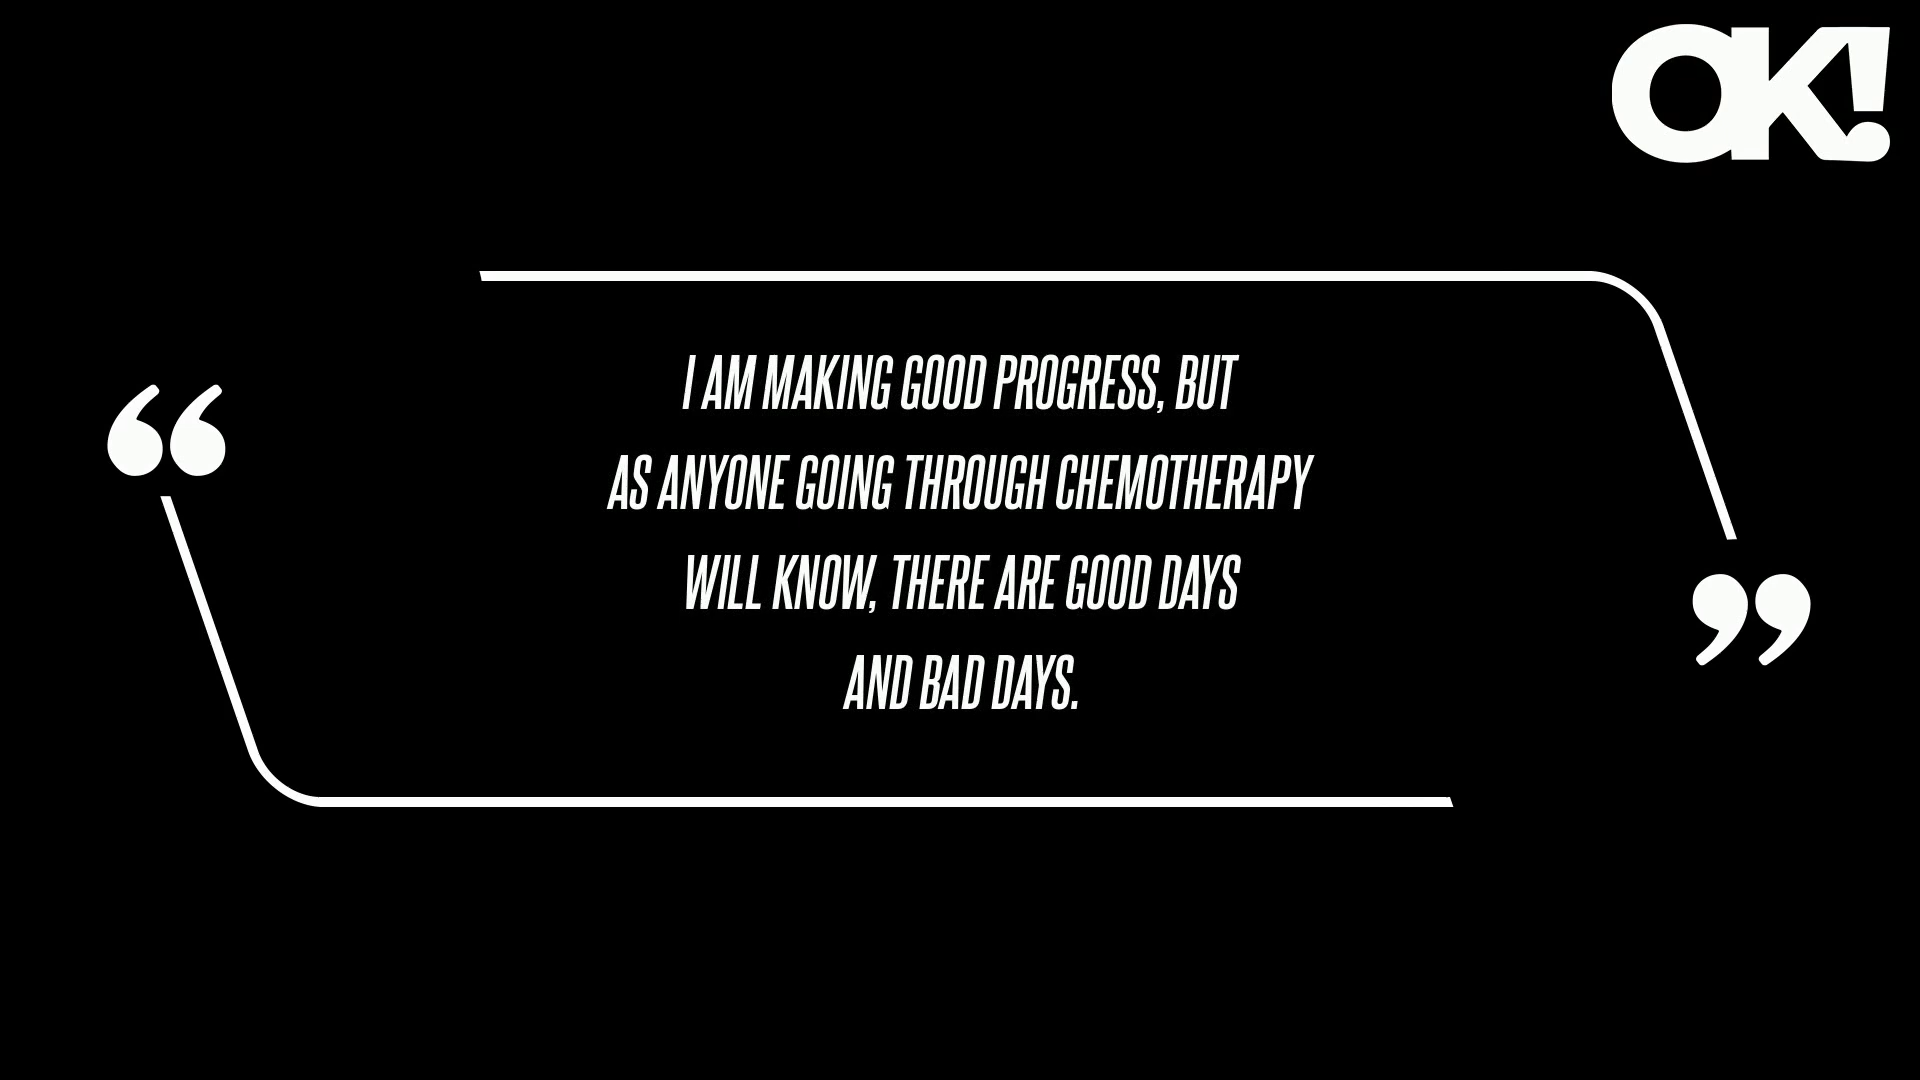 OK!
“
I AM MAKING GOOD PROGRESS, BUT
AS ANYONE GOING THROUGH CHEMOTHERAPY
WILL KNOW, THERE ARE GOOD DAYS
AND BAD DAYS.
”